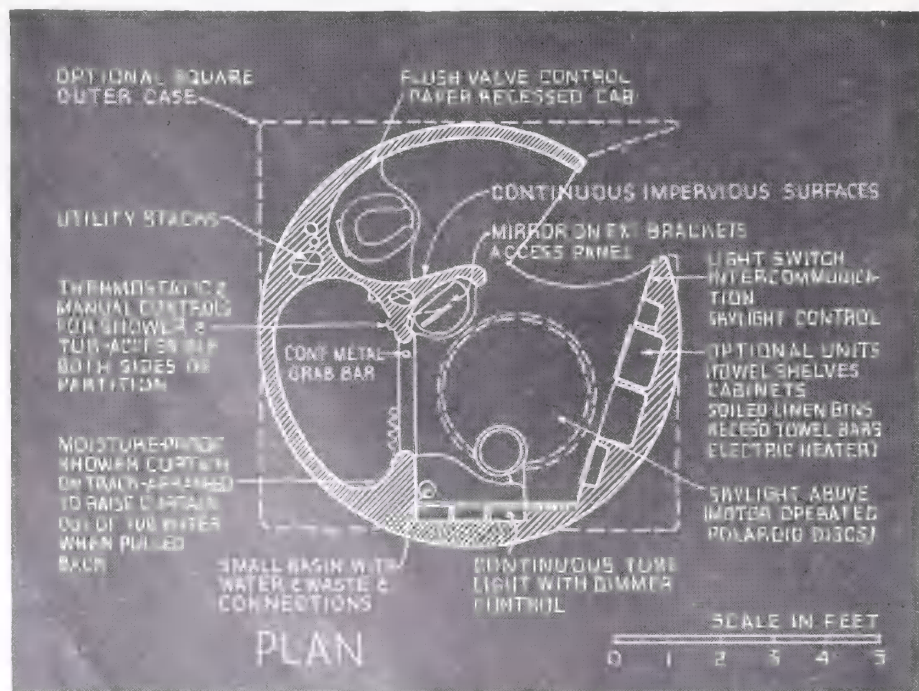 OPTIONAL SQUARE
OUTER CASE
FLUSH VALVE CONTROL
PAPER RECESSED CAB
CONTINUOUS IMPERVIOUS SURFACES
UTILITY STACKS
MIRROR ON EXT BRACKETS
ACCESS PANEL
LIGHT SWITCH
INTERCOMMUNICA-
TION
SKYLIGHT CONTROL
THERMOSTATIC &
MANUAL CONTROLS
FOR SHOWER &
TUB-ACCESSIBLE
BOTH SIDES OF
PARTITION
CONT METAL
GRAB BAR
OPTIONAL UNITS
(TOWEL SHELVES
CABINETS
SOILED LINEN BINS
RECESD TOWEL BARS
ELECTRIC HEATER)
MOISTURE-PROOF
SHOWER CURTAIN
ON TRACK-ARRANGED
TO RAISE CURTAIN
OUT OF TUB WATER
WHEN PULLED
BACK
SKYLIGHT ABOVE
(MOTOR OPERATED
POLAROID DISCS)
SMALL BASIN WITH
WATER & WASTE &
CONNECTIONS
CONTINUOUS TUBE
LIGHT WITH DIMMER
CONTROL
PLAN
SCALE IN FEET
0 1 2 3 4 5